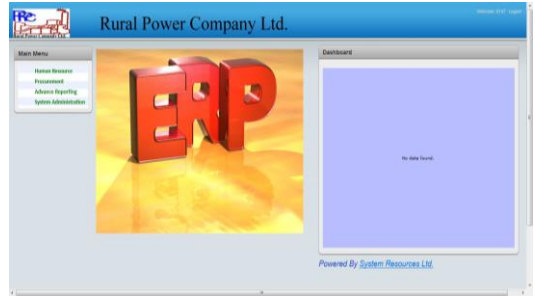 Rural Power Company Ltd.
Rural Power Company Ltd.
Logout
Main Menu
Human Resource
Procurement
Advance Reporting
System Administration
ERP
Dashboard
No data found.
Powered By System Resources Ltd.